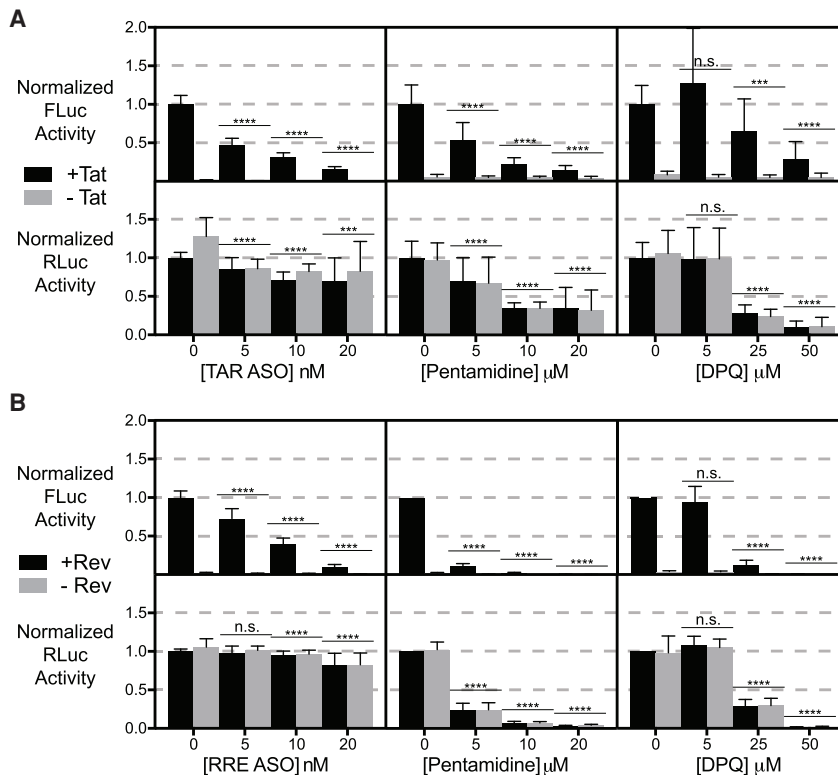 A
2.0
1.5
1.0
0.5
Normalized
FLuc
Activity
+Tat
- Tat
**** **** ****
**** **** ****
n.s. *** ****
Normalized
RLuc
Activity
1.5
1.0
0.5
0.0
**** **** ***
**** **** ****
n.s. **** ****
0 5 10 20
0 5 10 20
0 5 25 50
[TAR ASO] nM
[Pentamidine] μM
[DPQ] μM
B
2.0
1.5
1.0
0.5
Normalized
FLuc
Activity
+Rev
- Rev
**** **** ****
**** **** ****
n.s. **** ****
Normalized
RLuc
Activity
1.5
1.0
0.5
0.0
n.s. **** ****
**** **** ****
n.s. **** ****
0 5 10 20
0 5 10 20
0 5 25 50
[RRE ASO] nM
[Pentamidine] μM
[DPQ] μM